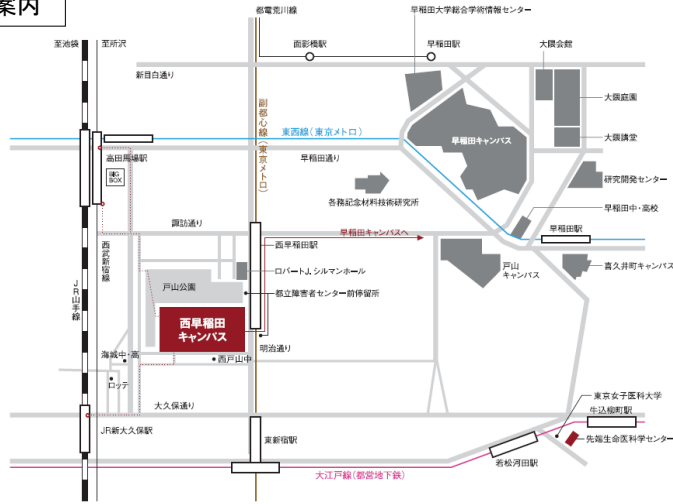 案内
都電荒川線
早稲田大学総合学術情報センター
至池袋
至所沢
面影橋駅
早稲田駅
大隈会館
新目白通り
大隈庭園
副都心線(東京メトロ)
東西線(東京メトロ)
早稲田キャンパス
大隈講堂
高田馬場駅
早稲田通り
BIG
BOX
研究開発センター
各務記念材料技術研究所
早稲田中・高校
諏訪通り
早稲田キャンパスへ
早稲田駅
西武新宿線
西早稲田駅
戸山
キャンパス
喜久井町キャンパス
ロバートJ. シルマンホール
JR山手線
戸山公園
都立障害者センター前停留所
西早稲田
キャンパス
明治通り
海城中・高
西戸山中
ロッテ
大久保通り
東京女子医科大学
牛込柳町駅
JR新大久保駅
東新宿駅
先端生命医科学センター
若松河田駅
大江戸線(都営地下鉄)